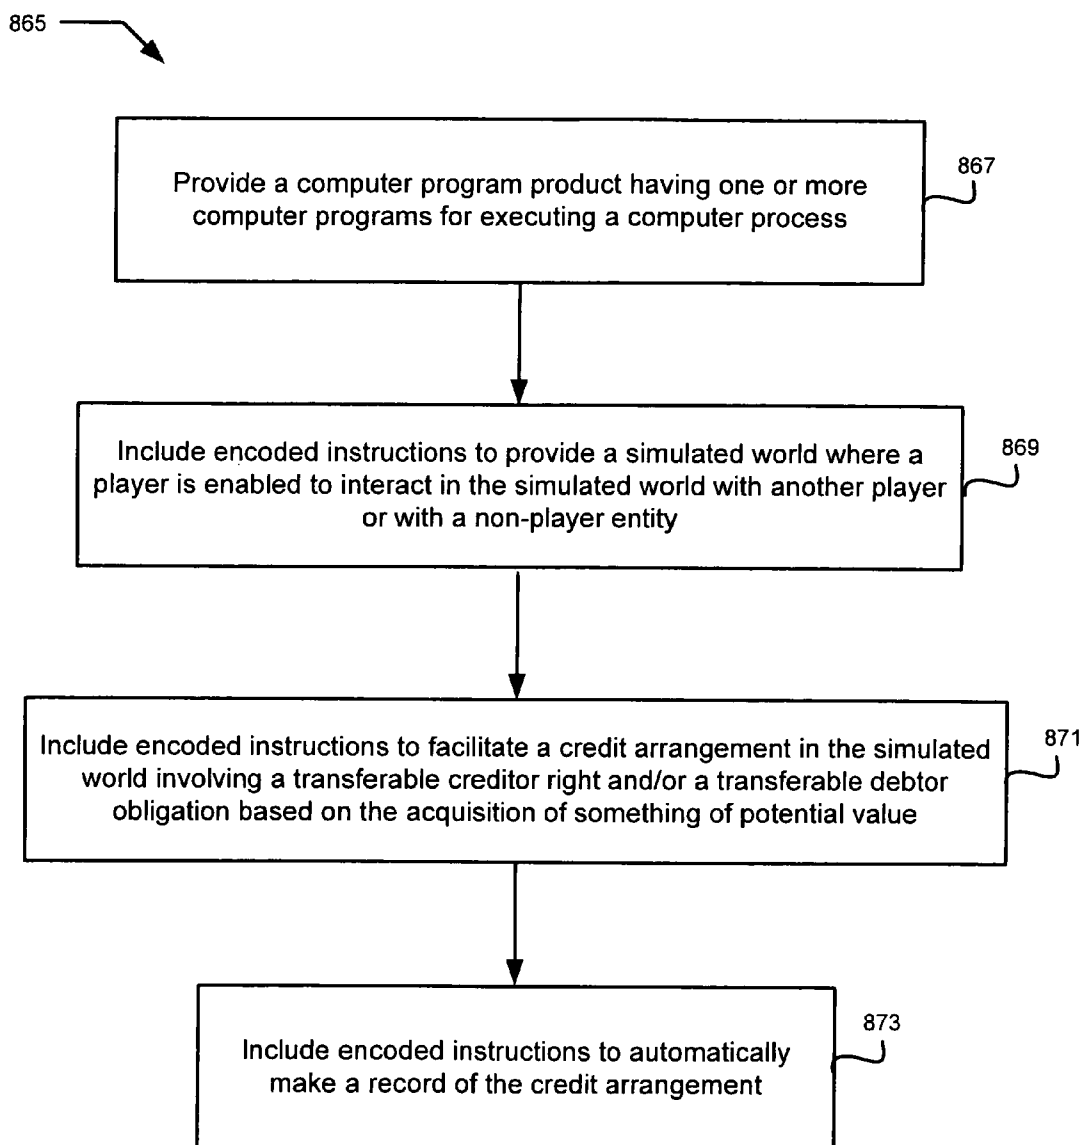 865
Provide a computer program product having one or more
computer programs for executing a computer process
867
Include encoded instructions to provide a simulated world where a
player is enabled to interact in the simulated world with another player
or with a non-player entity
869
Include encoded instructions to facilitate a credit arrangement in the simulated
world involving a transferable creditor right and/or a transferable debtor
obligation based on the acquisition of something of potential value
871
Include encoded instructions to automatically
make a record of the credit arrangement
873